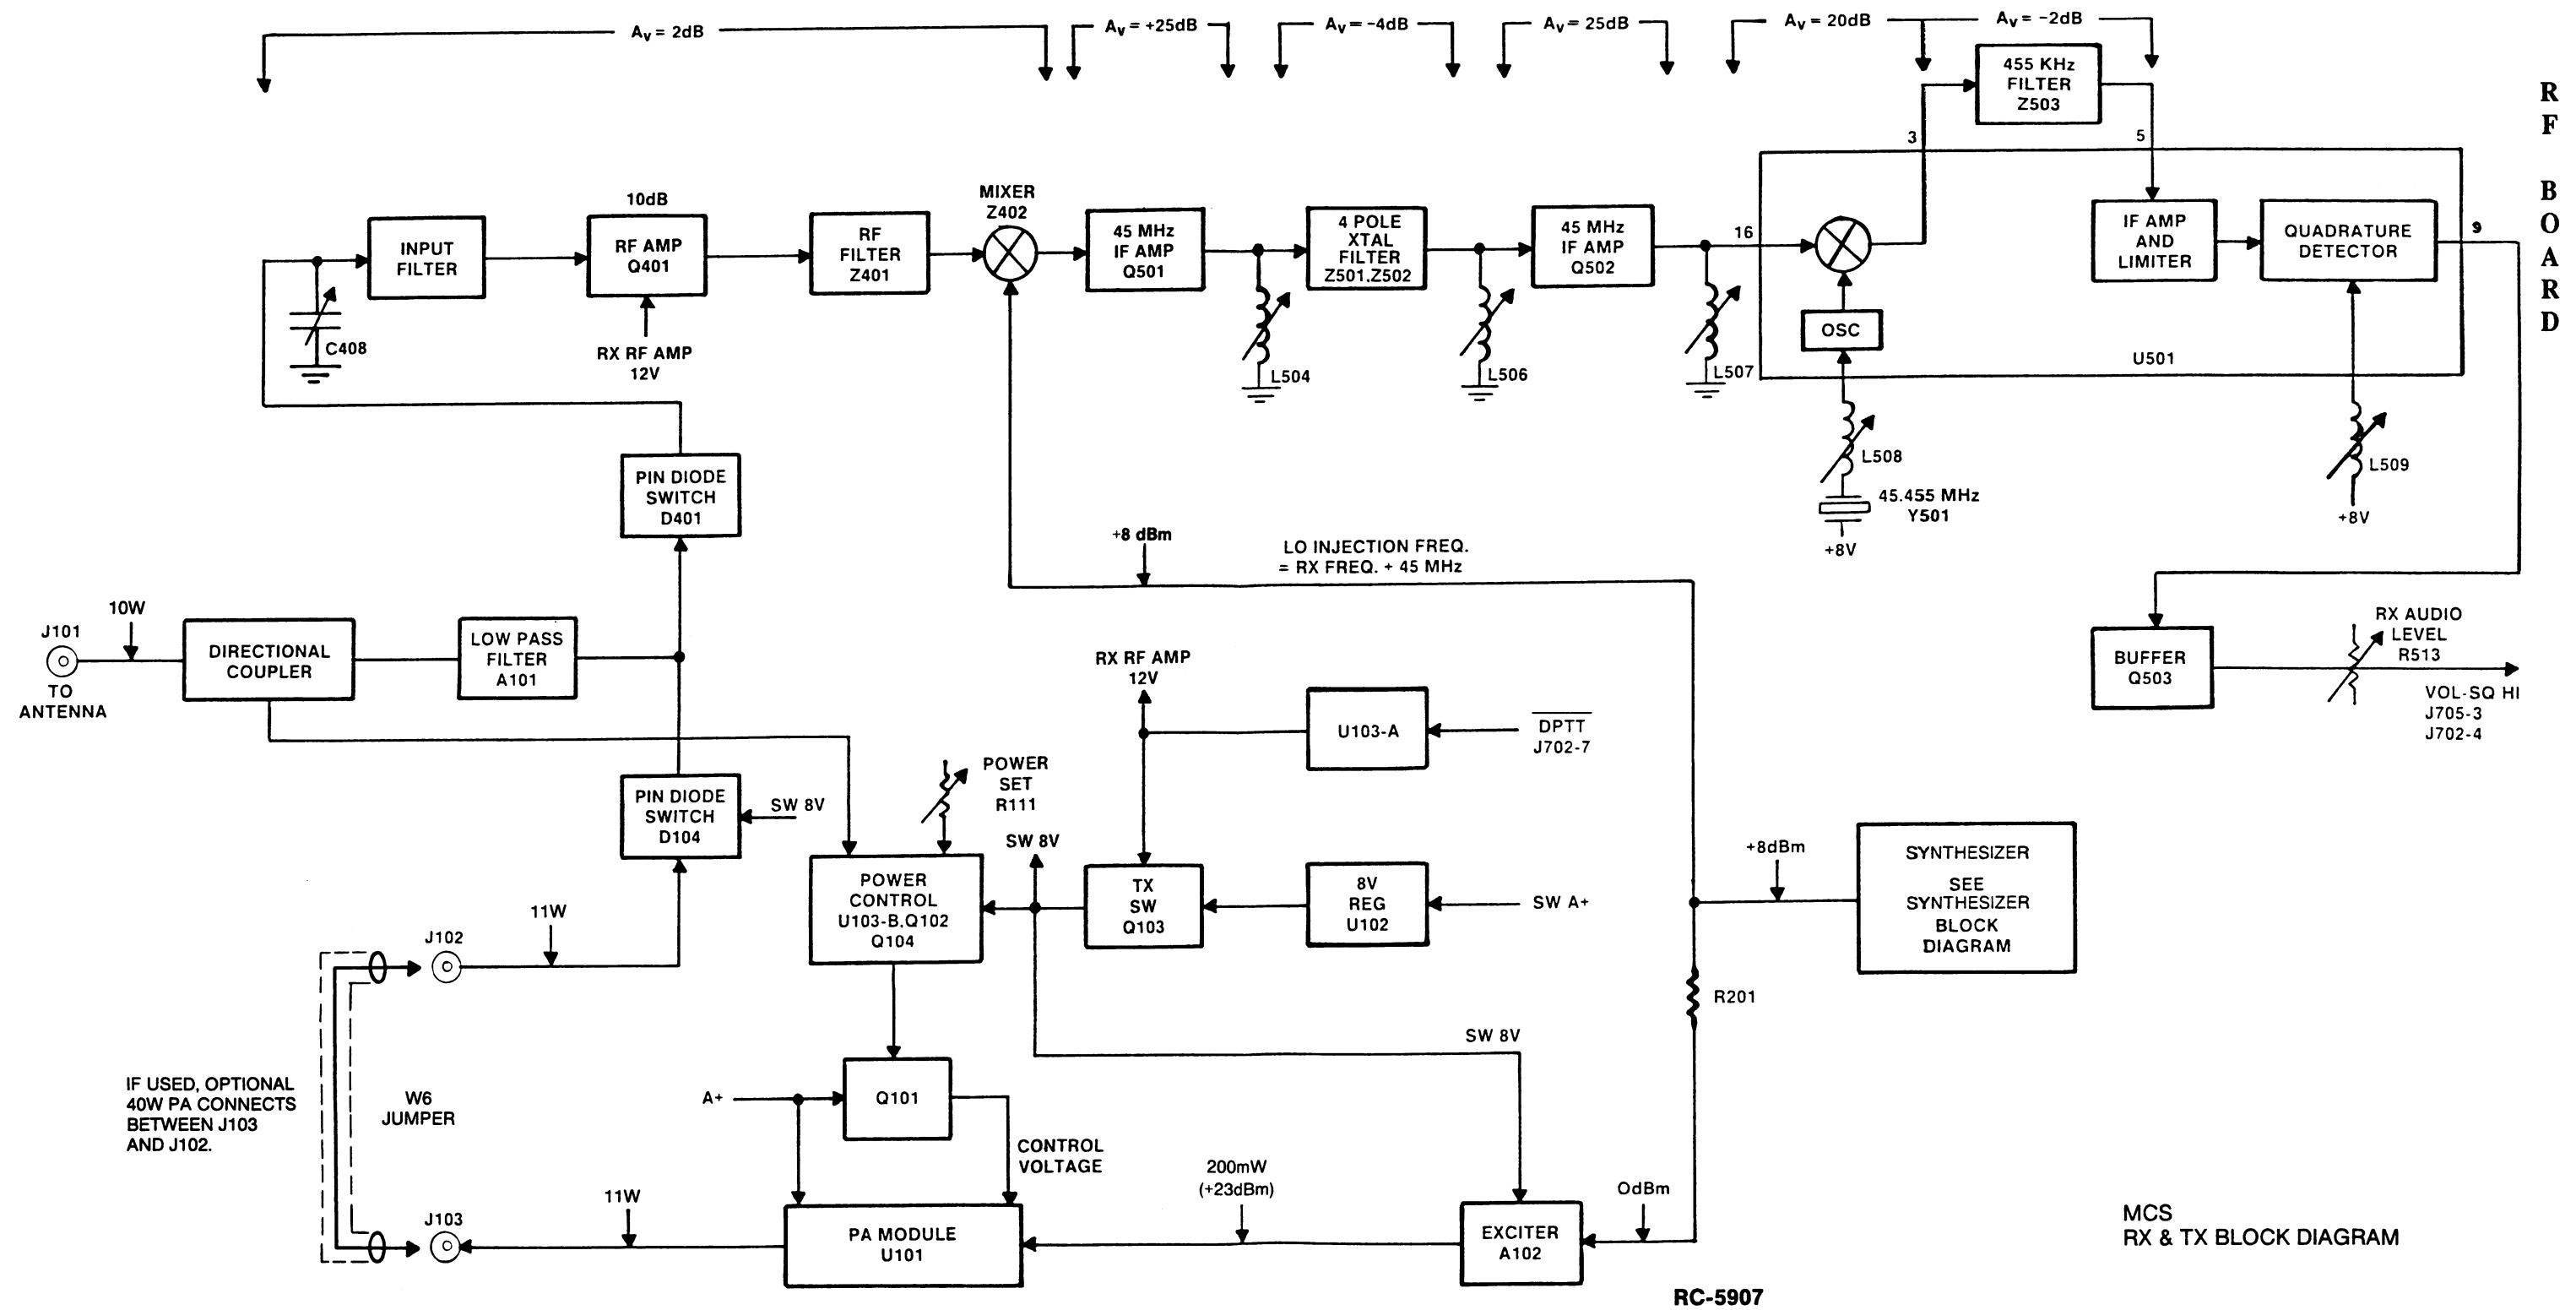 A_V = 2dB
A_V = +25dB
A_V = -4dB
A_V = 25dB
A_V = 20dB
A_V = -2dB
455 KHz
FILTER
Z503
RF BOARD
3
5
10dB
MIXER
Z402
INPUT
FILTER
RF AMP
Q401
RF
FILTER
Z401
45 MHz
IF AMP
Q501
4 POLE
XTAL
FILTER
Z501,Z502
45 MHz
IF AMP
Q502
16
IF AMP
AND
LIMITER
QUADRATURE
DETECTOR
9
OSC
U501
C408
RX RF AMP
12V
L504
L506
L507
L508
45.455 MHz
Y501
+8V
L509
+8V
PIN DIODE
SWITCH
D401
+8 dBm
LO INJECTION FREQ.
= RX FREQ. + 45 MHz
10W
J101
TO
ANTENNA
DIRECTIONAL
COUPLER
LOW PASS
FILTER
A101
RX RF AMP
12V
U103-A
DPTT
J702-7
BUFFER
Q503
RX AUDIO
LEVEL
R513
VOL-SQ HI
J705-3
J702-4
PIN DIODE
SWITCH
D104
SW 8V
POWER
SET
R111
SW 8V
POWER
CONTROL
U103-B,Q102
Q104
TX
SW
Q103
8V
REG
U102
SW A+
+8dBm
SYNTHESIZER
SEE
SYNTHESIZER
BLOCK
DIAGRAM
11W
J102
R201
SW 8V
IF USED, OPTIONAL
40W PA CONNECTS
BETWEEN J103
AND J102.
W6
JUMPER
A+
Q101
CONTROL
VOLTAGE
200mW
(+23dBm)
0dBm
11W
J103
PA MODULE
U101
EXCITER
A102
MCS
RX & TX BLOCK DIAGRAM
RC-5907